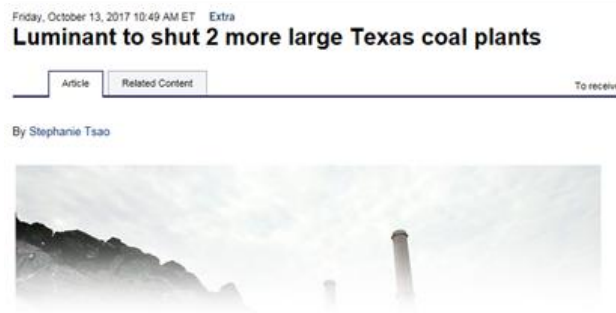 Friday, October 13, 2017 10:49 AM ET Extra
Luminant to shut 2 more large Texas coal plants
Article Related Content
To receive
By Stephanie Tsao